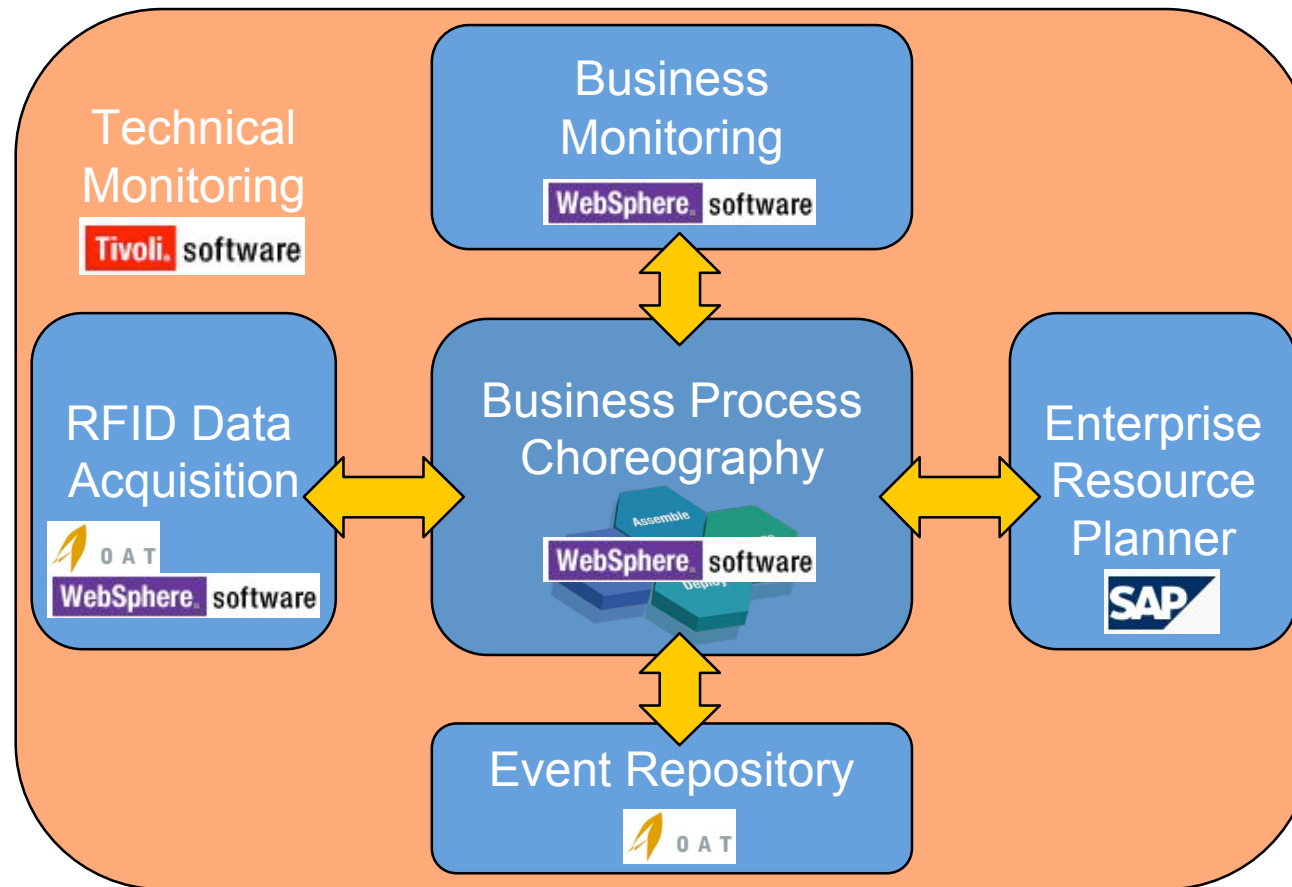 Technical
Monitoring
Tivoli. software
Business
Monitoring
WebSphere. software
RFID Data
Acquisition
OAT
WebSphere. software
Business Process
Choreography
Assemble
WebSphere. software
Deploy
Enterprise
Resource
Planner
SAP
Event Repository
OAT